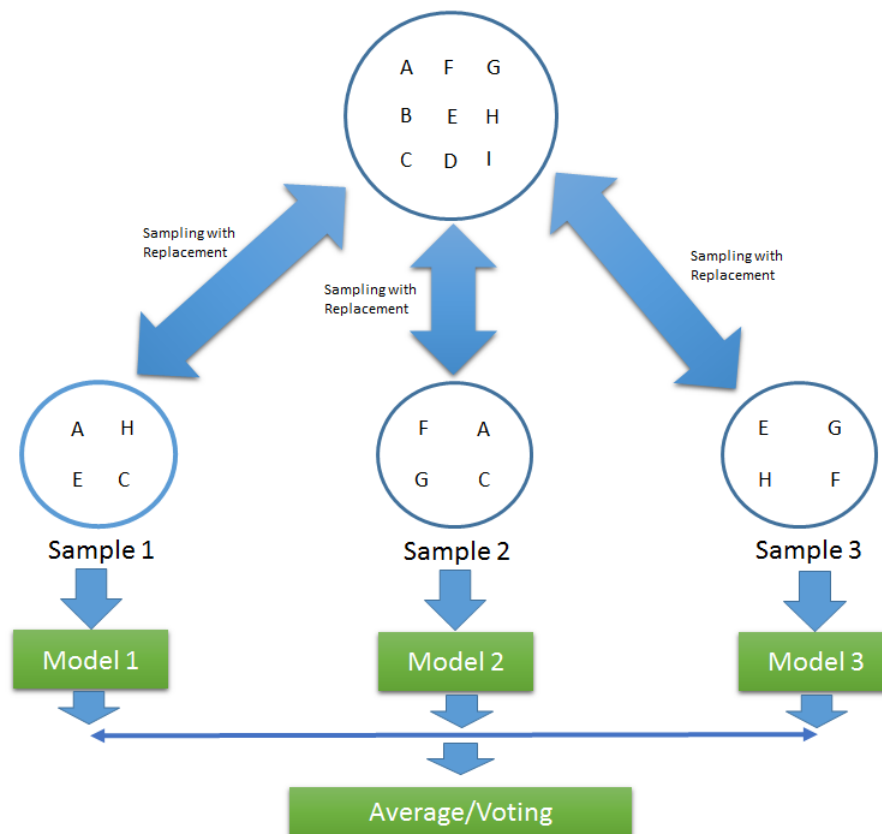 A F G
B E H
C D I
Sampling with
Replacement
Sampling with
Replacement
Sampling with
Replacement
A H
E C
F A
G C
E G
H F
Sample 1
Sample 2
Sample 3
Model 1
Model 2
Model 3
Average/Voting